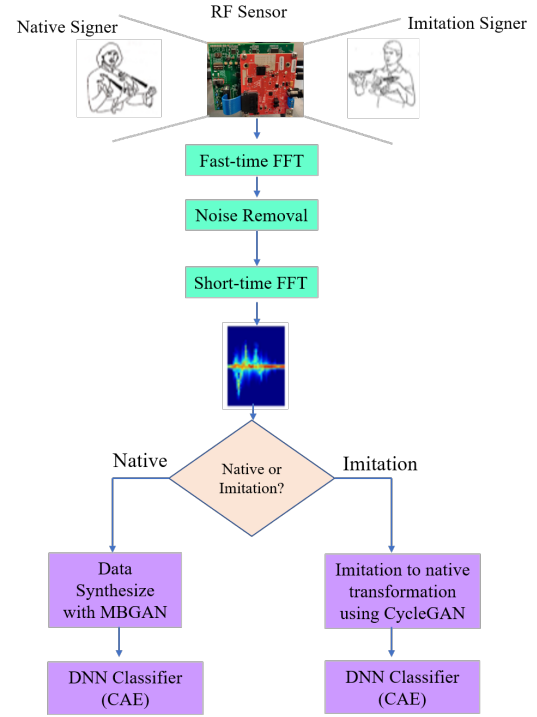 RF Sensor
Native Signer
Imitation Signer
Fast-time FFT
Noise Removal
Short-time FFT
Native or
Imitation?
Native
Imitation
Data
Synthesize
with MBGAN
Imitation to native
transformation
using CycleGAN
DNN Classifier
(CAE)
DNN Classifier
(CAE)